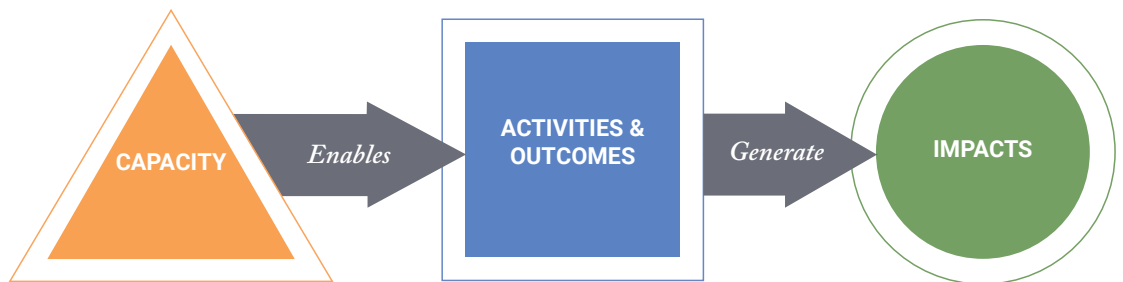 CAPACITY
Enables
ACTIVITIES &
OUTCOMES
Generate
IMPACTS